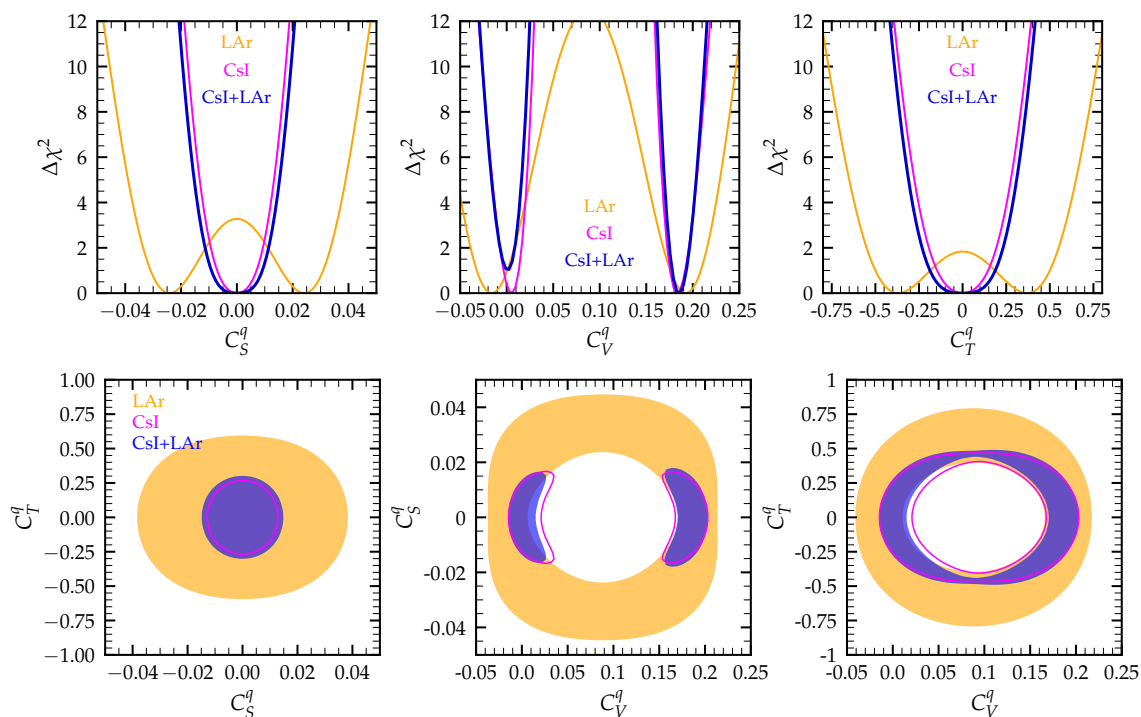 12
10
8
6
4
2
0
Δχ²
LAr
CsI
CsI+LAr
−0.04 −0.02 0.00 0.02 0.04
C_S^q
12
10
8
6
4
2
0
Δχ²
LAr
CsI
CsI+LAr
-0.05 0.00 0.05 0.10 0.15 0.20 0.25
C_V^q
12
10
8
6
4
2
0
Δχ²
LAr
CsI
CsI+LAr
-0.75 -0.5 -0.25 0 0.25 0.5 0.75
C_T^q
1.00
0.75
0.50
0.25
0.00
−0.25
−0.50
−0.75
−1.00
C_T^q
LAr
CsI
CsI+LAr
−0.04 −0.02 0.00 0.02 0.04
C_S^q
0.04
0.02
0
-0.02
-0.04
C_S^q
-0.05 0.0 0.05 0.1 0.15 0.2 0.25
C_V^q
1
0.75
0.5
0.25
0
-0.25
-0.5
-0.75
-1
C_T^q
-0.05 0.0 0.05 0.1 0.15 0.2 0.25
C_V^q